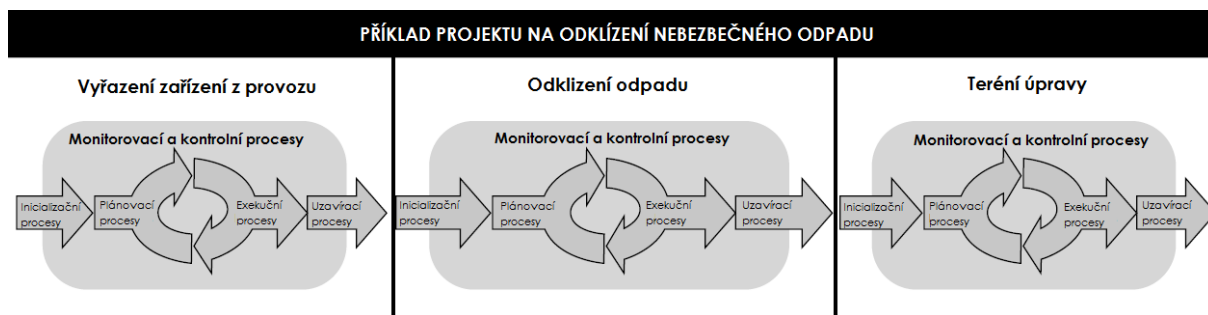 PŘÍKLAD PROJEKTU NA ODKLÍZENÍ NEBEZBEČNÉHO ODPADU
Vyřazení zařízení z provozu
Monitorovací a kontrolní procesy
Inicializační
procesy
Plánovací
procesy
Exekuční
procesy
Uzavírací
procesy
Odklizení odpadu
Monitorovací a kontrolní procesy
Inicializační
procesy
Plánovací
procesy
Exekuční
procesy
Uzavírací
procesy
Teréní úpravy
Monitorovací a kontrolní procesy
Inicializační
procesy
Plánovací
procesy
Exekuční
procesy
Uzavírací
procesy